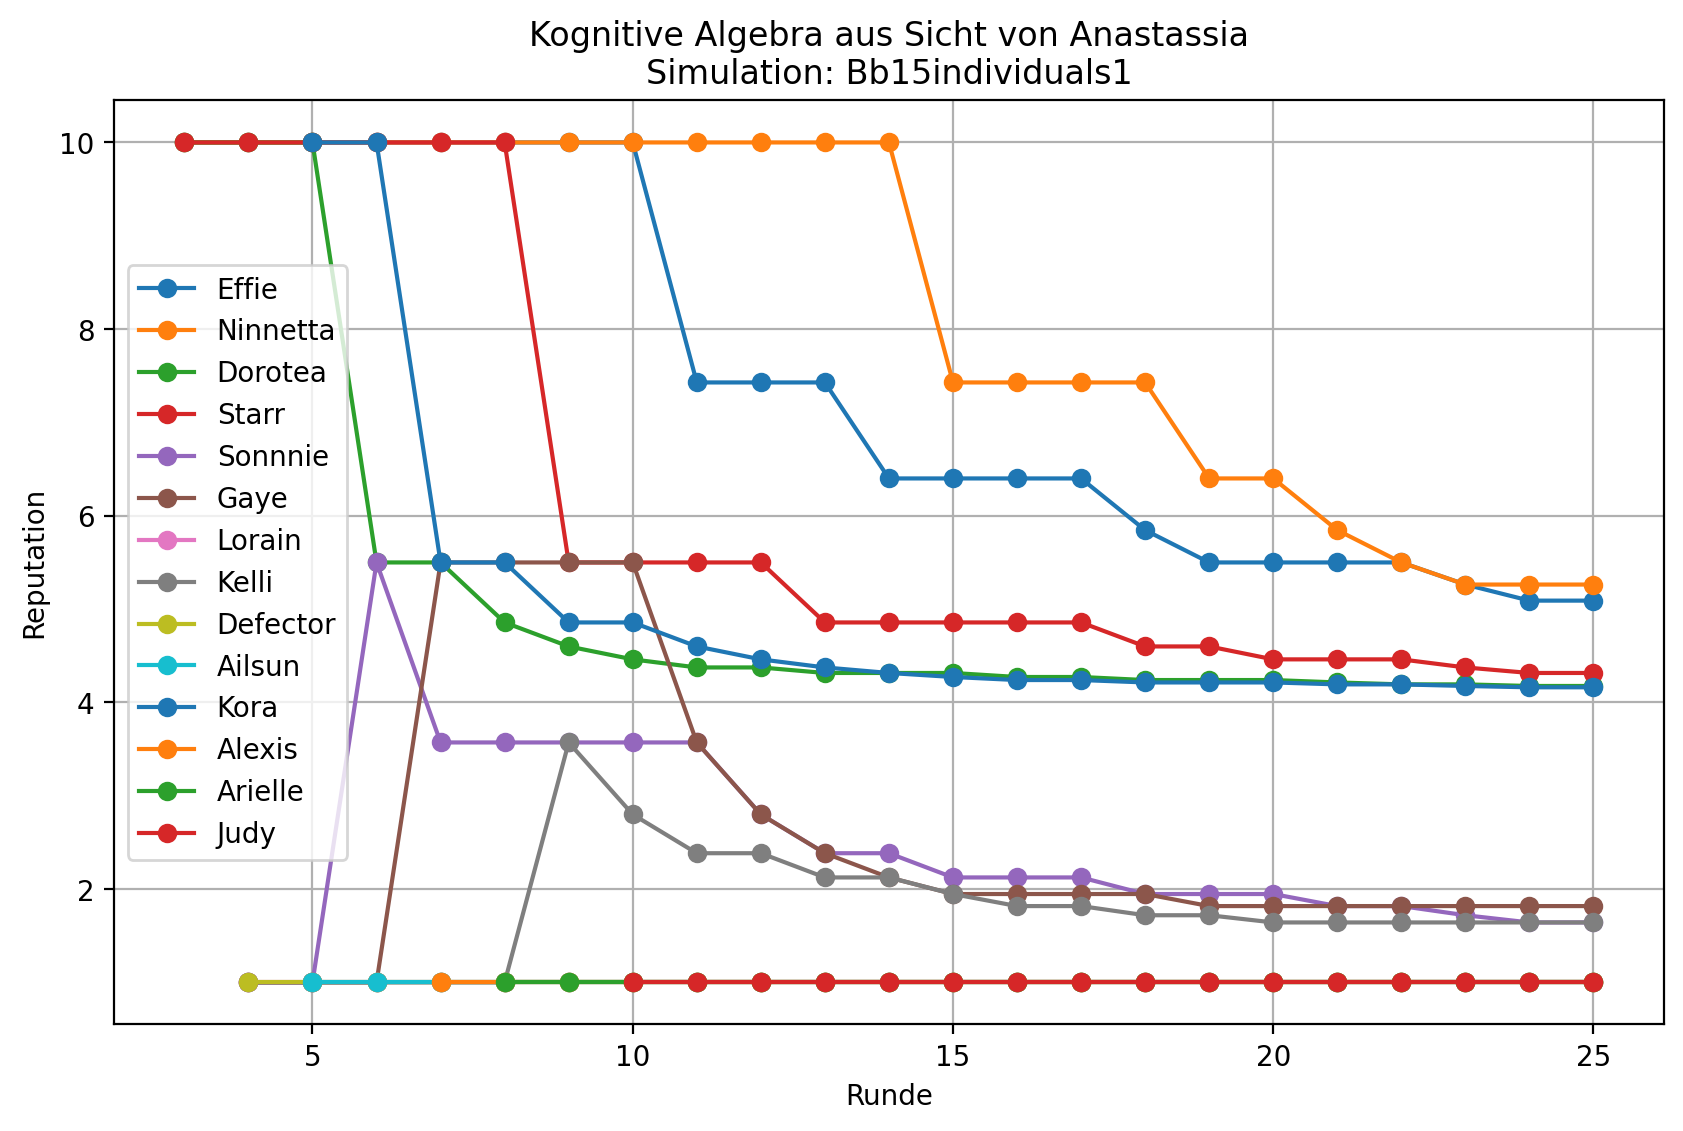 Kognitive Algebra aus Sicht von Anastassia
Simulation: Bb15individuals1
Reputation
10
8
6
4
2
Effie
Ninnetta
Dorotea
Starr
Sonnnie
Gaye
Lorain
Kelli
Defector
Ailsun
Kora
Alexis
Arielle
Judy
5
10
15
20
25
Runde